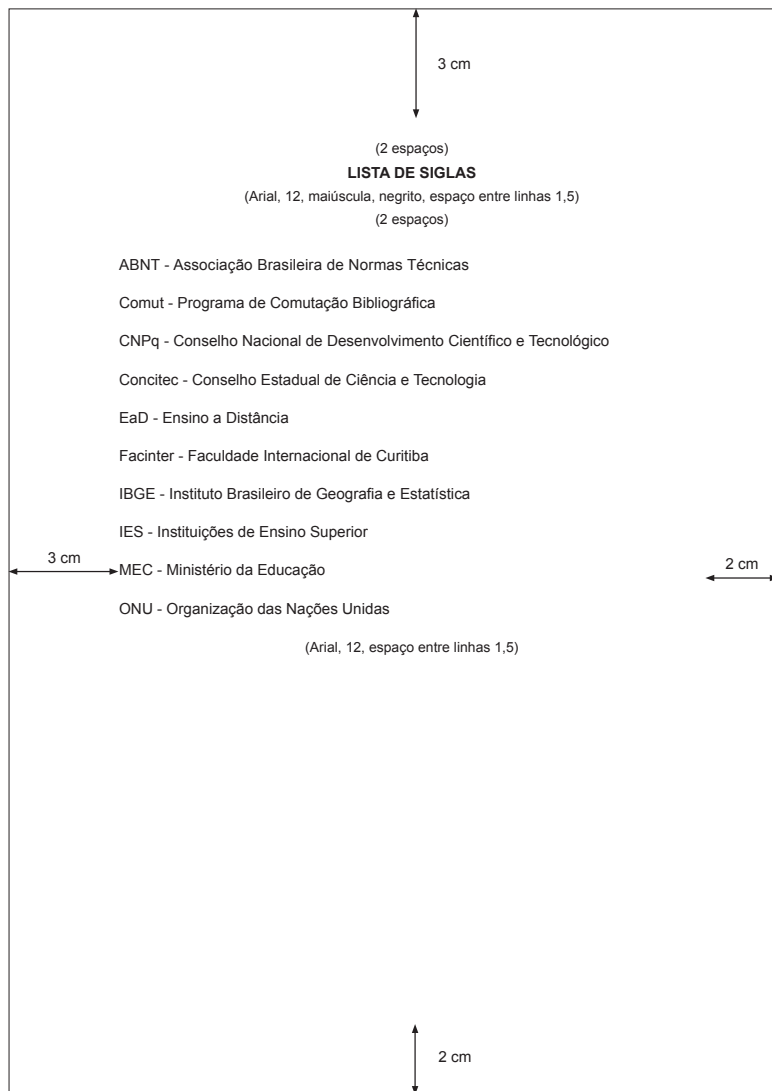 3 cm
(2 espaços)
LISTA DE SIGLAS
(Arial, 12, maiúscula, negrito, espaço entre linhas 1,5)
(2 espaços)
ABNT - Associação Brasileira de Normas Técnicas
Comut - Programa de Comutação Bibliográfica
CNPq - Conselho Nacional de Desenvolvimento Científico e Tecnológico
Concitec - Conselho Estadual de Ciência e Tecnologia
EaD - Ensino a Distância
Facinter - Faculdade Internacional de Curitiba
IBGE - Instituto Brasileiro de Geografia e Estatística
IES - Instituições de Ensino Superior
3 cm
MEC - Ministério da Educação
2 cm
ONU - Organização das Nações Unidas
(Arial, 12, espaço entre linhas 1,5)
2 cm